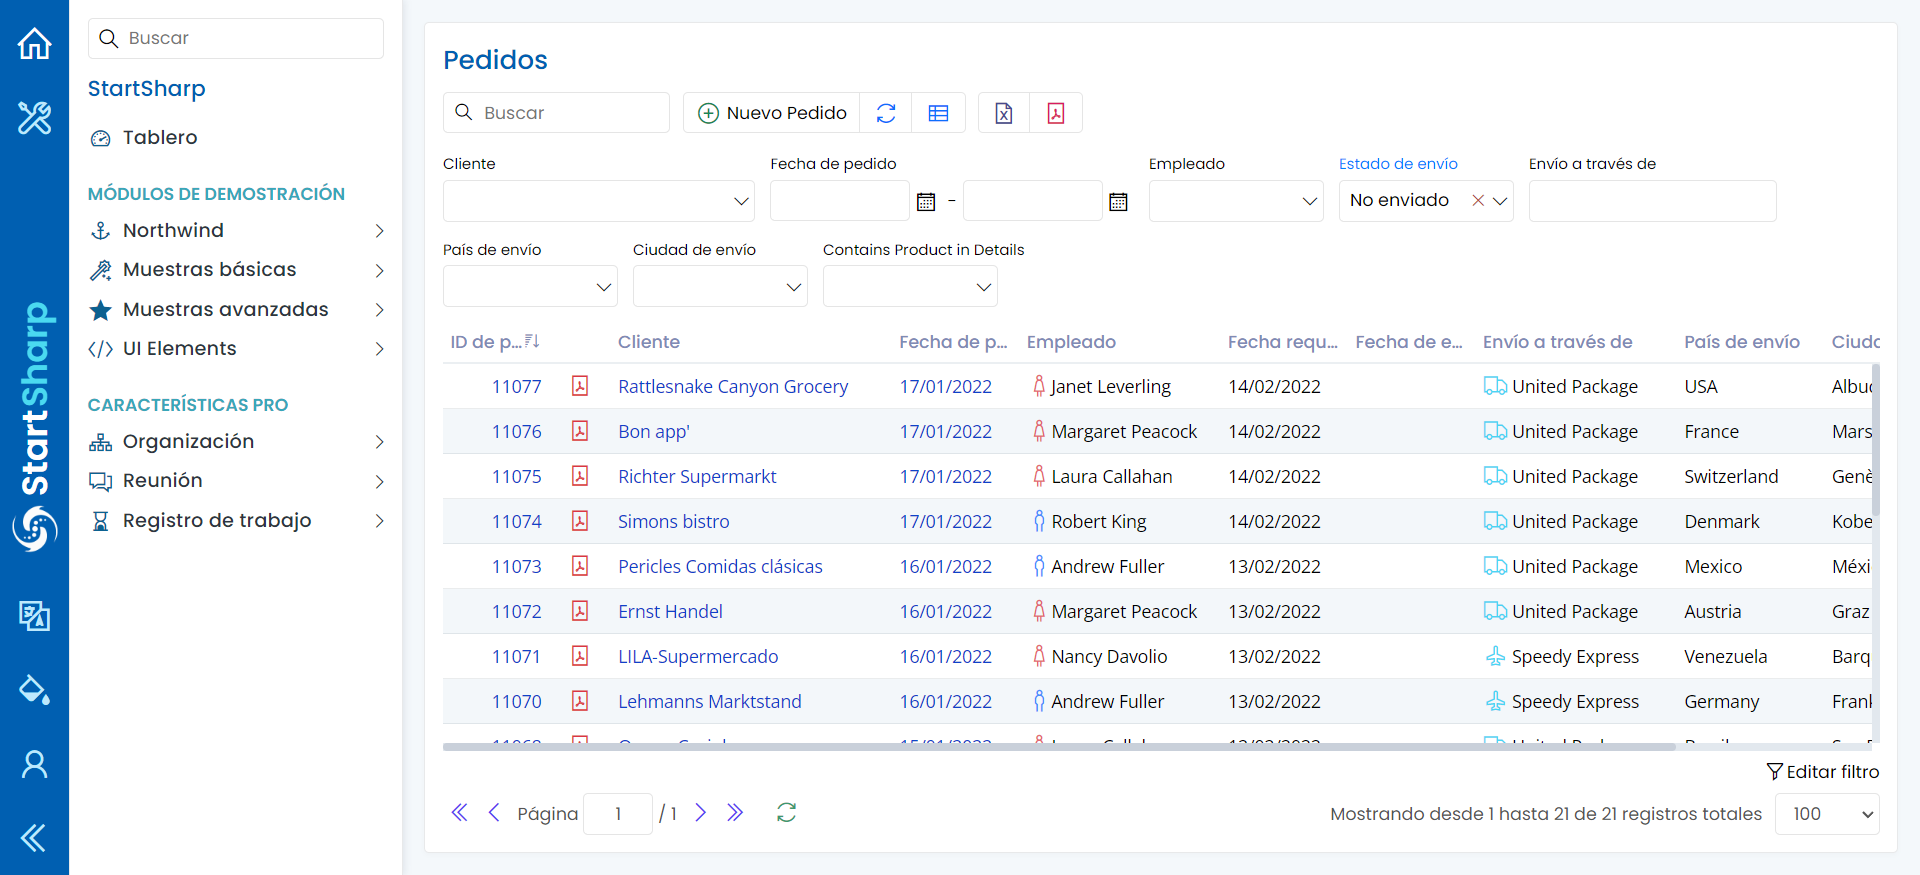 StartSharp
Buscar
StartSharp
Tablero
MÓDULOS DE DEMOSTRACIÓN
Northwind
Muestras básicas
Muestras avanzadas
UI Elements
CARACTERÍSTICAS PRO
Organización
Reunión
Registro de trabajo
Pedidos
Buscar
Nuevo Pedido
Cliente Fecha de pedido Empleado Estado de envío Envío a través de
- No enviado
País de envío Ciudad de envío Contains Product in Details
ID de p... Cliente Fecha de p... Empleado Fecha requ... Fecha de e... Envío a través de País de envío Ciudc
11077 Rattlesnake Canyon Grocery 17/01/2022 Janet Leverling 14/02/2022 United Package USA Albuc
11076 Bon app' 17/01/2022 Margaret Peacock 14/02/2022 United Package France Mars
11075 Richter Supermarkt 17/01/2022 Laura Callahan 14/02/2022 United Package Switzerland Genè
11074 Simons bistro 17/01/2022 Robert King 14/02/2022 United Package Denmark Kobe
11073 Pericles Comidas clásicas 16/01/2022 Andrew Fuller 13/02/2022 United Package Mexico Méxi
11072 Ernst Handel 16/01/2022 Margaret Peacock 13/02/2022 United Package Austria Graz
11071 LILA-Supermercado 16/01/2022 Nancy Davolio 13/02/2022 Speedy Express Venezuela Barq
11070 Lehmanns Marktstand 16/01/2022 Andrew Fuller 13/02/2022 Speedy Express Germany Frank
Editar filtro
Página 1 / 1
Mostrando desde 1 hasta 21 de 21 registros totales 100